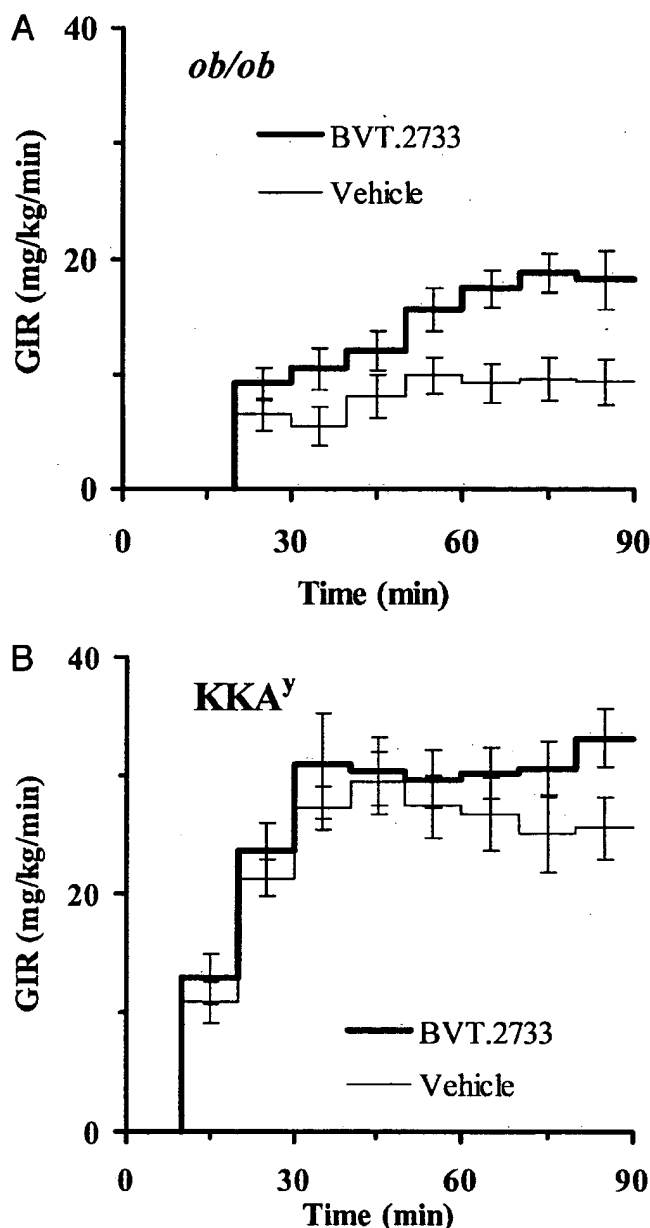 A
40
ob/ob
BVT.2733
Vehicle
20
GIR (mg/kg/min)
0
0 30 60 90
Time (min)
B
40
KKAʸ
20
GIR (mg/kg/min)
BVT.2733
Vehicle
0
0 30 60 90
Time (min)